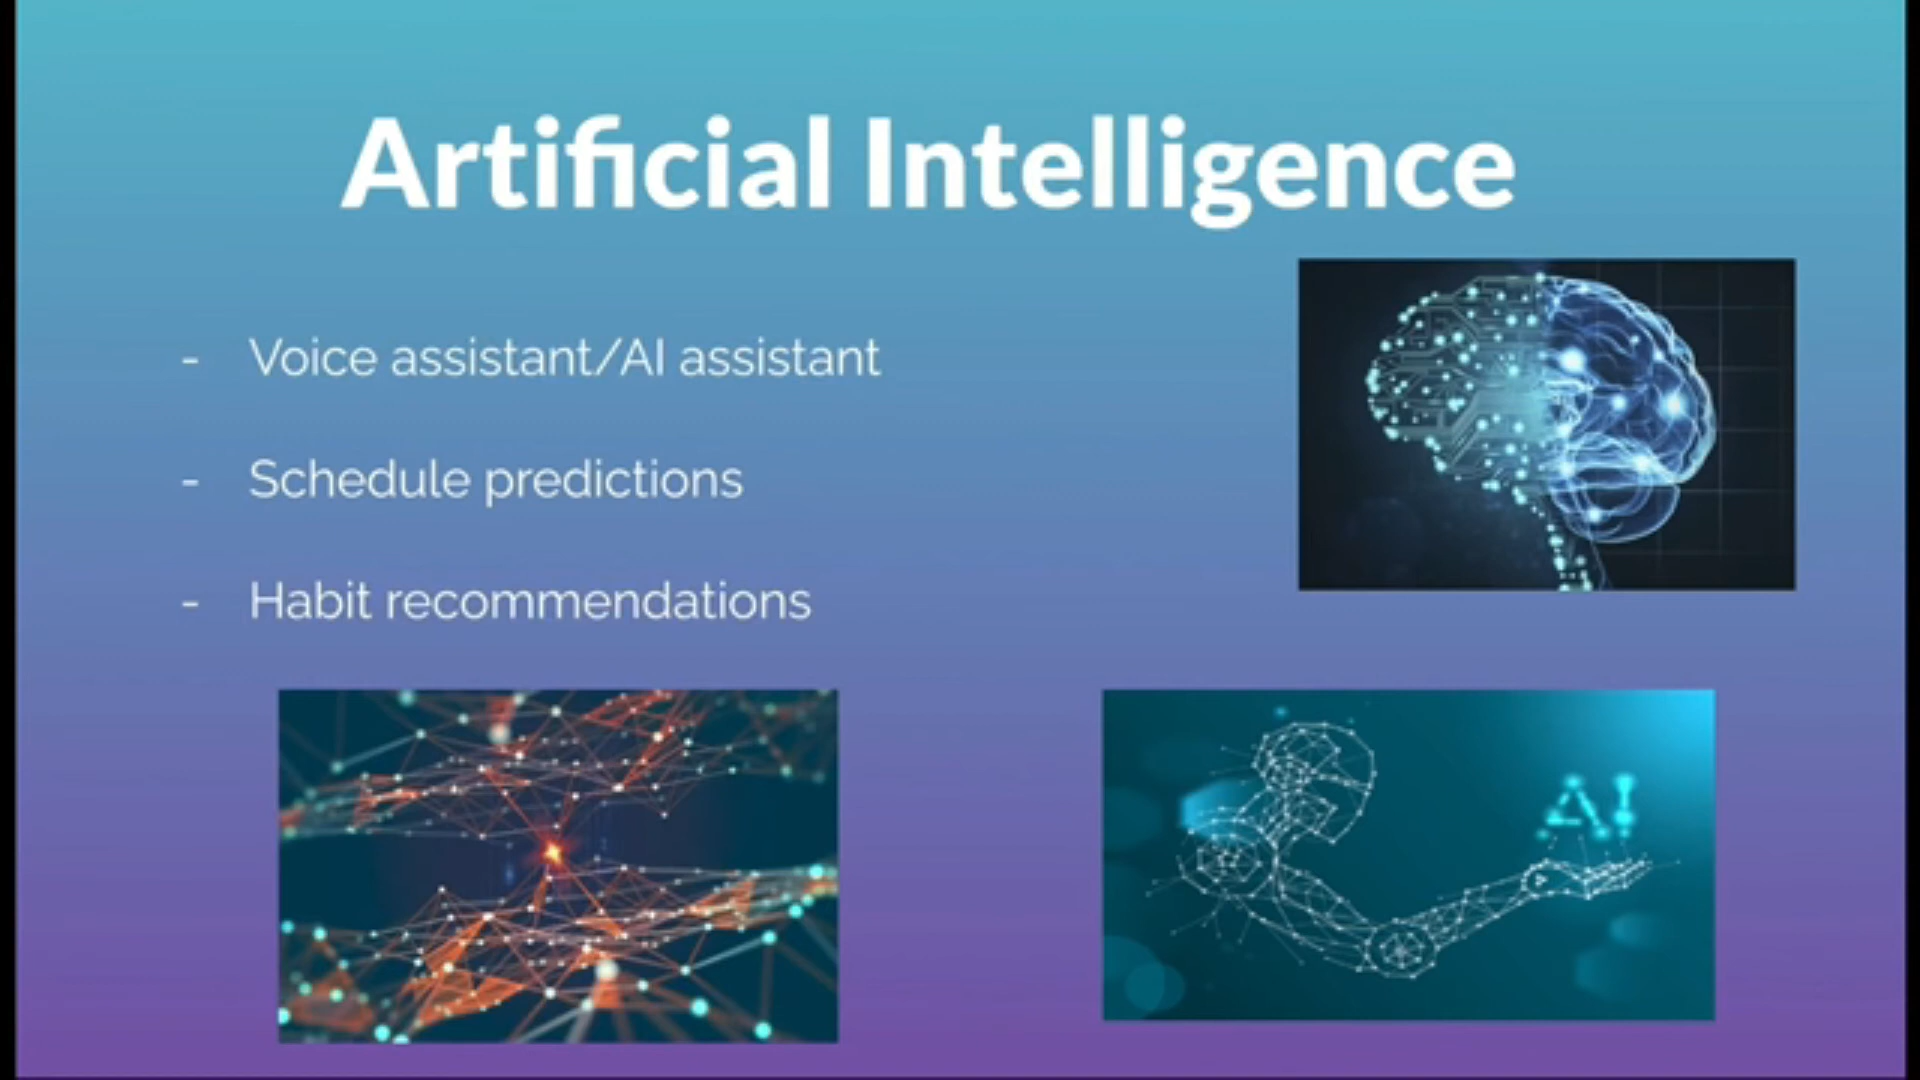 Artificial Intelligence
- Voice assistant/AI assistant
- Schedule predictions
- Habit recommendations
AI